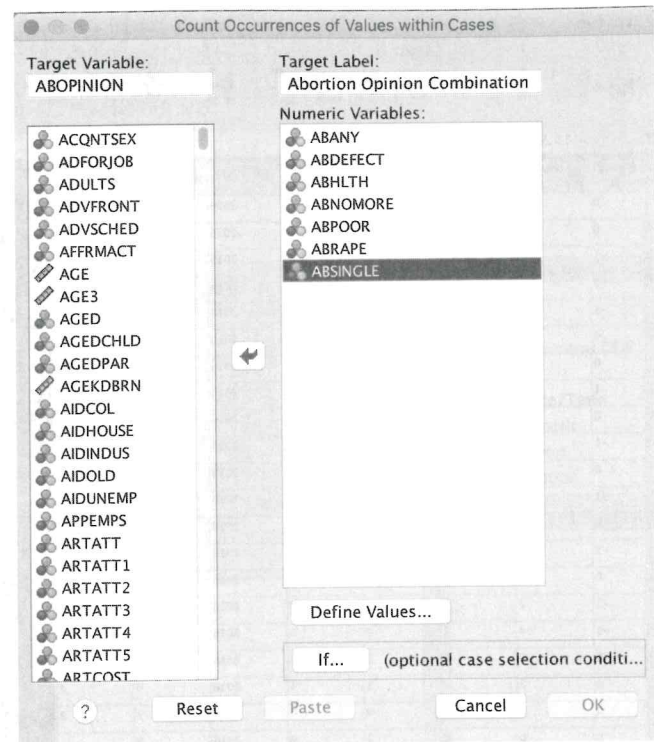 Count Occurrences of Values within Cases
Target Variable:
ABOPINION
Target Label:
Abortion Opinion Combination
Numeric Variables:
ACQNTSEX
ADFORJOB
ADULTS
ADVFRONT
ADVSCHED
AFFRMACT
AGE
AGE3
AGED
AGEDCHLD
AGEDPAR
AGEKDBRN
AIDCOL
AIDHOUSE
AIDINDUS
AIDOLD
AIDUNEMP
APPEMPS
ARTATT
ARTATT1
ARTATT2
ARTATT3
ARTATT4
ARTATT5
ARTCOST
ABANY
ABDEFECT
ABHLTH
ABNOMORE
ABPOOR
ABRAPE
ABSINGLE
Define Values...
If... (optional case selection conditi...
? Reset Paste Cancel OK